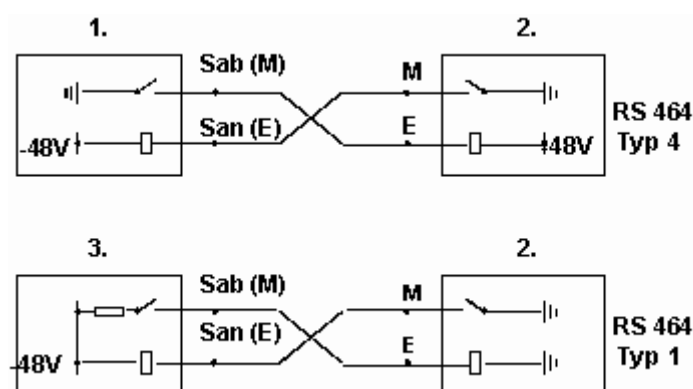 1.
2.
Sab (M)
M
San (E)
E
-48V
-48V
RS 464
Typ 4
3.
2.
Sab (M)
M
San (E)
E
-48V
RS 464
Typ 1